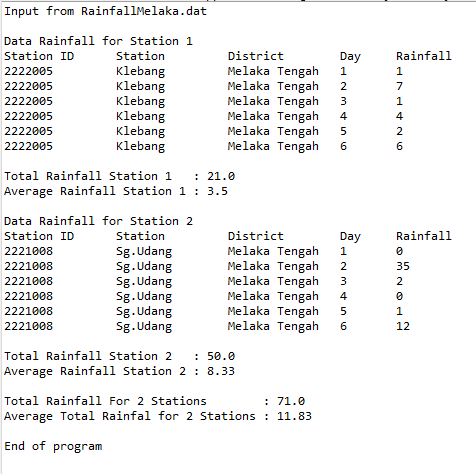 Input from RainfallMelaka.dat
Data Rainfall for Station 1
Station ID Station District Day Rainfall
2222005 Klebang Melaka Tengah 1 1
2222005 Klebang Melaka Tengah 2 7
2222005 Klebang Melaka Tengah 3 1
2222005 Klebang Melaka Tengah 4 4
2222005 Klebang Melaka Tengah 5 2
2222005 Klebang Melaka Tengah 6 6
Total Rainfall Station 1 : 21.0
Average Rainfall Station 1 : 3.5
Data Rainfall for Station 2
Station ID Station District Day Rainfall
2221008 Sg.Udang Melaka Tengah 1 0
2221008 Sg.Udang Melaka Tengah 2 35
2221008 Sg.Udang Melaka Tengah 3 2
2221008 Sg.Udang Melaka Tengah 4 0
2221008 Sg.Udang Melaka Tengah 5 1
2221008 Sg.Udang Melaka Tengah 6 12
Total Rainfall Station 2 : 50.0
Average Rainfall Station 2 : 8.33
Total Rainfall For 2 Stations : 71.0
Average Total Rainfal for 2 Stations : 11.83
End of program